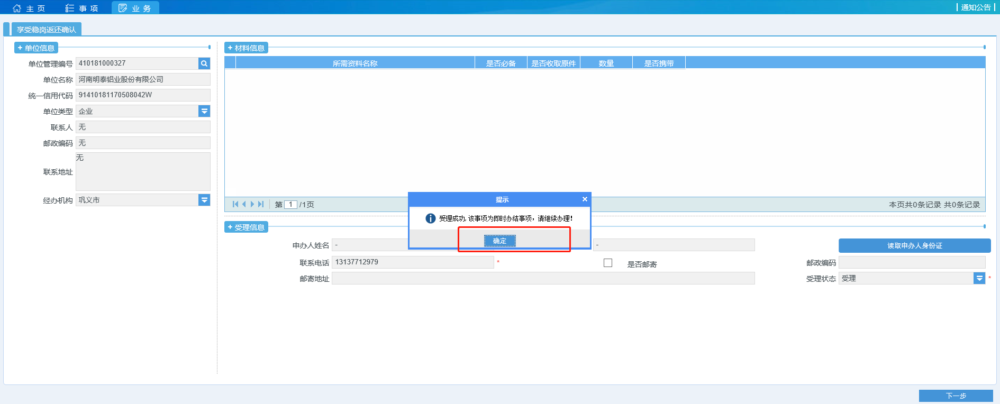 主 页
事 项
业 务
通知公告
享受稳岗返还确认
单位信息
单位管理编号 410181000327
单位名称 河南明泰铝业股份有限公司
统一信用代码 91410181170508042W
单位类型 企业
联系人 无
邮政编码 无
联系地址 无
经办机构 巩义市
材料信息
所需资料名称 是否必备 是否收取原件 数量 是否携带
第 1 /1页
本页共0条记录 共0条记录
提示
受理成功, 该事项为即时办结事项，请继续办理!
确定
受理信息
申办人姓名 -
-
读取申办人身份证
联系电话 13137712979 *
是否邮寄
邮政编码
邮寄地址
受理状态 受理 *
下一步